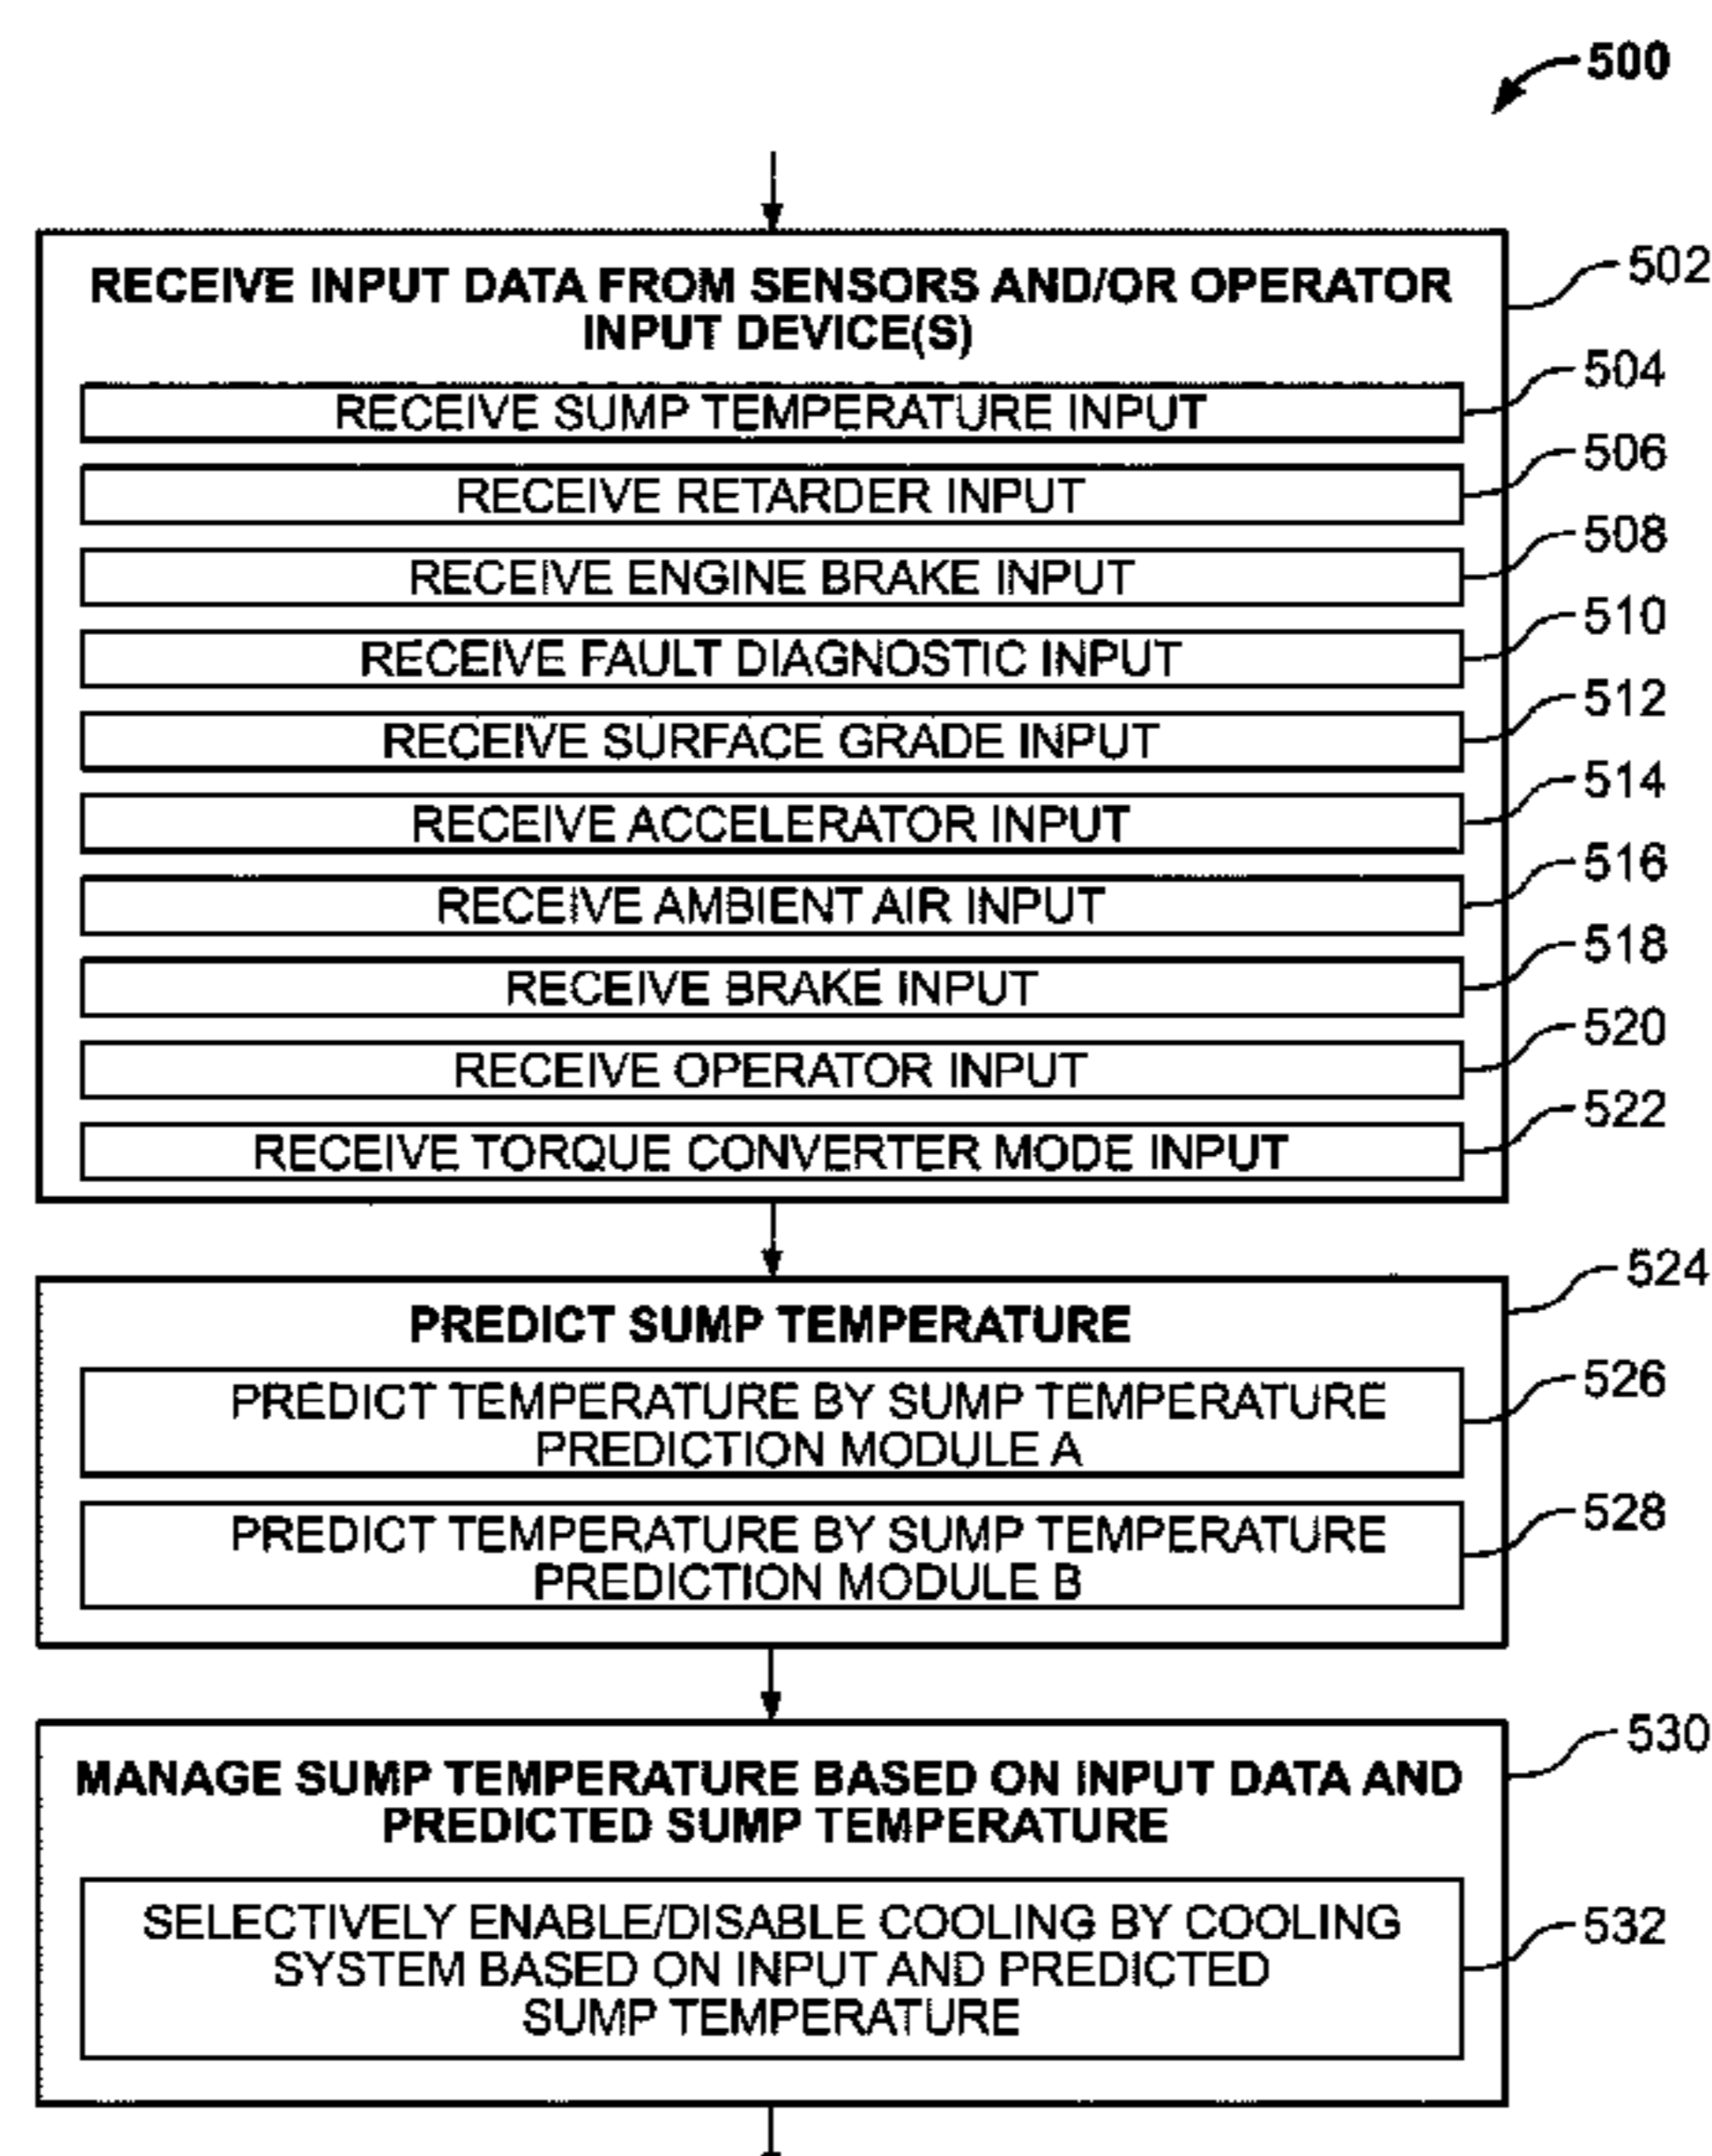 500
RECEIVE INPUT DATA FROM SENSORS AND/OR OPERATOR
INPUT DEVICE(S)
502
RECEIVE SUMP TEMPERATURE INPUT
504
RECEIVE RETARDER INPUT
506
RECEIVE ENGINE BRAKE INPUT
508
RECEIVE FAULT DIAGNOSTIC INPUT
510
RECEIVE SURFACE GRADE INPUT
512
RECEIVE ACCELERATOR INPUT
514
RECEIVE AMBIENT AIR INPUT
516
RECEIVE BRAKE INPUT
518
RECEIVE OPERATOR INPUT
520
RECEIVE TORQUE CONVERTER MODE INPUT
522
PREDICT SUMP TEMPERATURE
524
PREDICT TEMPERATURE BY SUMP TEMPERATURE
PREDICTION MODULE A
526
PREDICT TEMPERATURE BY SUMP TEMPERATURE
PREDICTION MODULE B
528
MANAGE SUMP TEMPERATURE BASED ON INPUT DATA AND
PREDICTED SUMP TEMPERATURE
530
SELECTIVELY ENABLE/DISABLE COOLING BY COOLING
SYSTEM BASED ON INPUT AND PREDICTED
SUMP TEMPERATURE
532